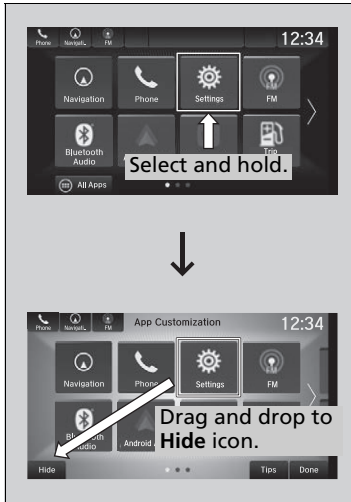 Phone Navigati.. FM 12:34
Navigation Phone Settings FM
Bluetooth
Audio
Trip
Select and hold.
All Apps
Phone Navigati.. FM App Customization 12:34
Navigation Phone Settings FM
Drag and drop to
Hide icon.
Audio Android
Hide Tips Done